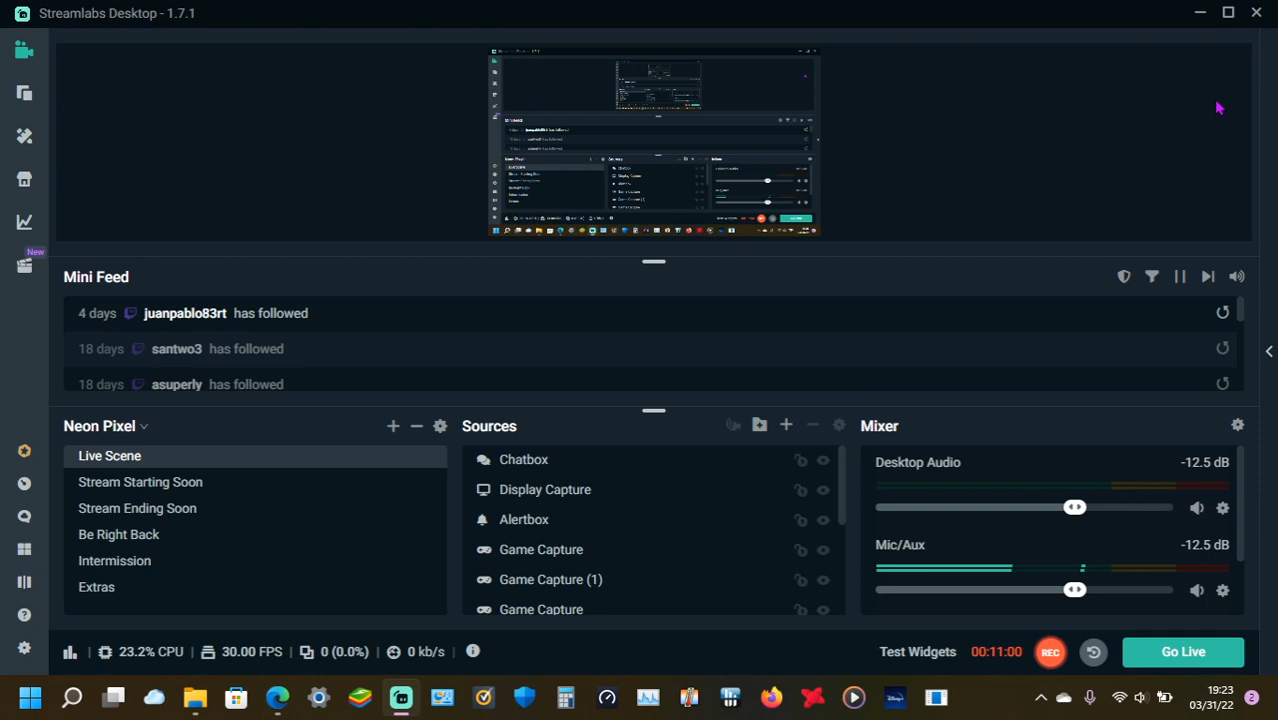 Streamlabs Desktop - 1.7.1
New
Mini Feed
4 days juanpablo83rt has followed
18 days santwo3 has followed
18 days asuperly has followed
Neon Pixel
Live Scene
Stream Starting Soon
Stream Ending Soon
Be Right Back
Intermission
Extras
Sources
Chatbox
Display Capture
Alertbox
Game Capture
Game Capture (1)
Game Capture
Mixer
Desktop Audio -12.5 dB
Mic/Aux -12.5 dB
23.2% CPU 30.00 FPS 0 (0.0%) 0 kb/s
Test Widgets 00:11:00 REC Go Live
19:23
03/31/22
2